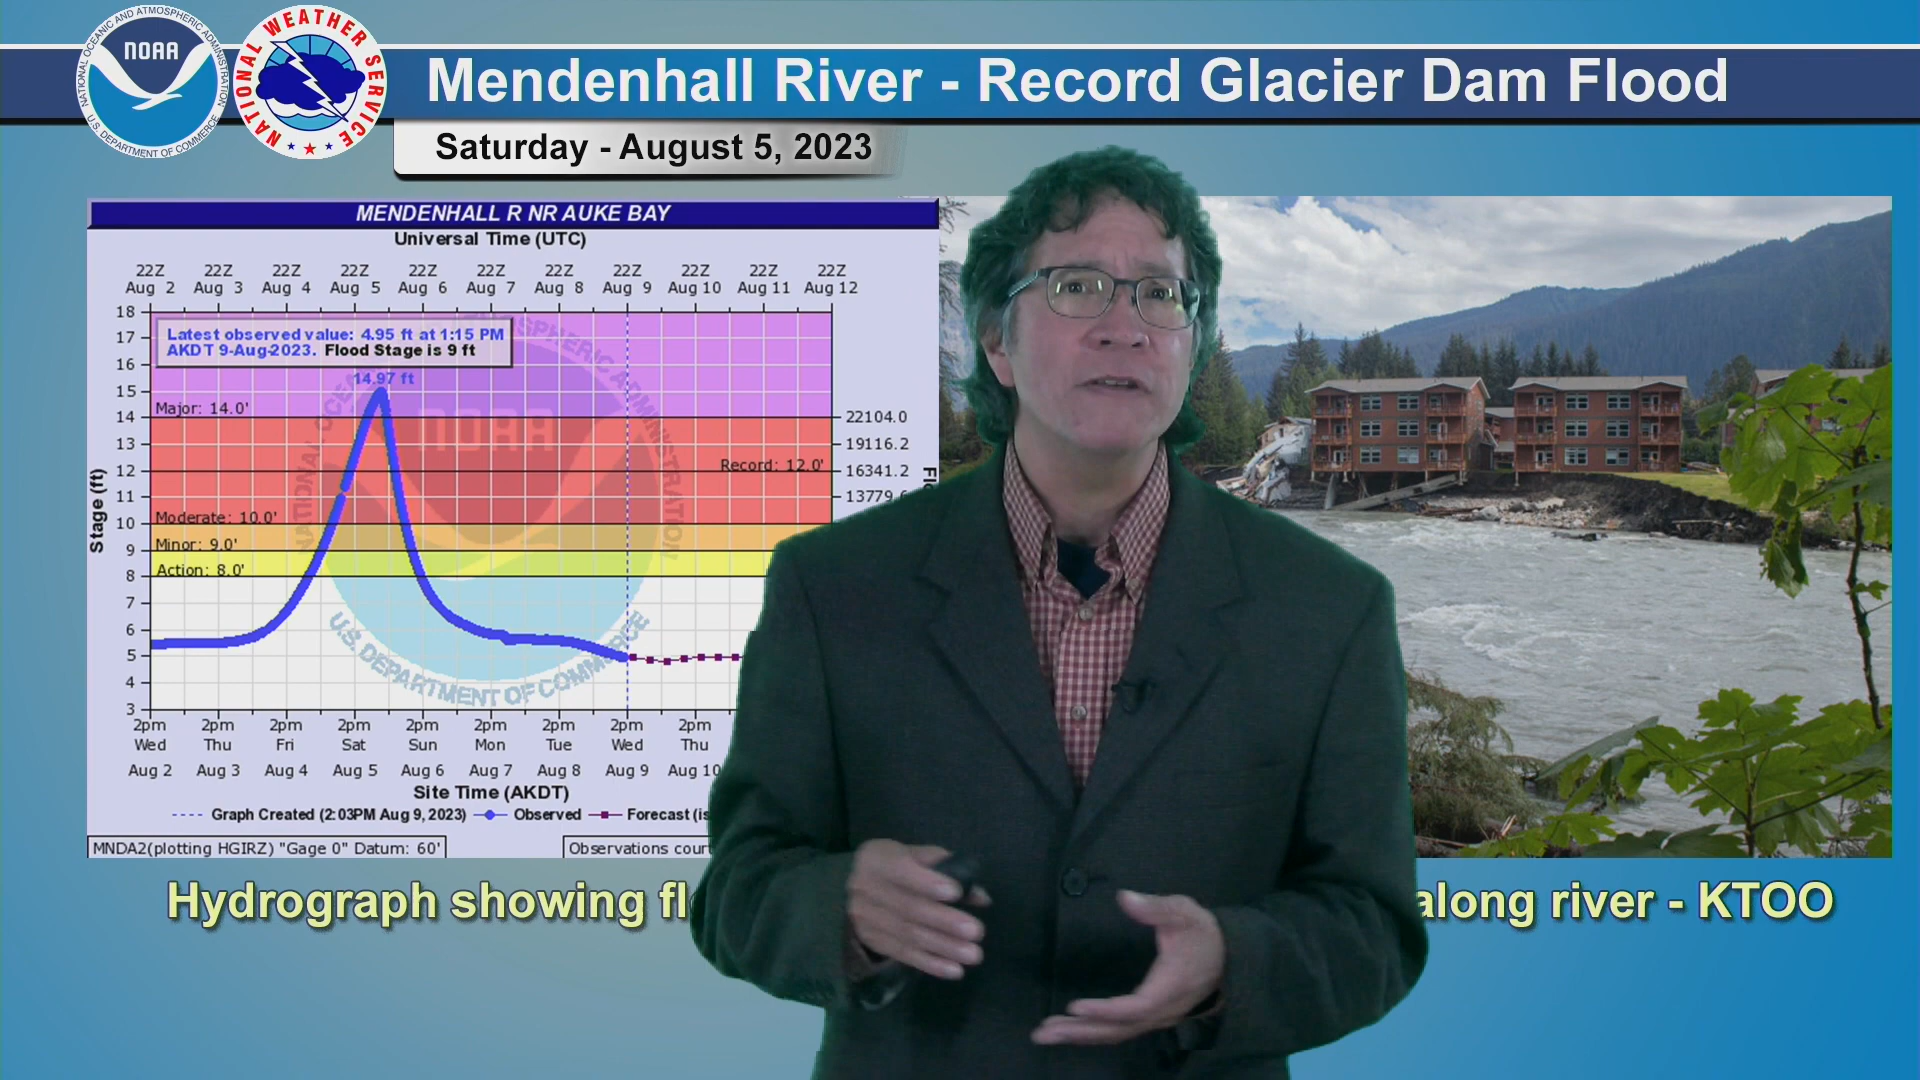 NATIONAL OCEANIC AND ATMOSPHERIC ADMINISTRATION
NOAA
U.S. DEPARTMENT OF COMMERCE
NATIONAL WEATHER SERVICE
Mendenhall River - Record Glacier Dam Flood
Saturday - August 5, 2023
MENDENHALL R NR AUKE BAY
Universal Time (UTC)
22Z 22Z 22Z 22Z 22Z 22Z 22Z 22Z 22Z 22Z 22Z
Aug 2 Aug 3 Aug 4 Aug 5 Aug 6 Aug 7 Aug 8 Aug 9 Aug 10 Aug 11 Aug 12
18
17
Latest observed value: 4.95 ft at 1:15 PM
AKDT 9-Aug-2023. Flood Stage is 9 ft
16
14.97 ft
15
Major: 14.0'
14 22104.0
NOAA
13 19116.2
Record: 12.0'
12 16341.2
11 13779.6
Moderate: 10.0'
10
Minor: 9.0'
9
Action: 8.0'
8
7
6
5
4
3
Stage (ft)
U.S. DEPARTMENT OF COMMERCE
2pm 2pm 2pm 2pm 2pm 2pm 2pm 2pm 2pm
Wed Thu Fri Sat Sun Mon Tue Wed Thu
Aug 2 Aug 3 Aug 4 Aug 5 Aug 6 Aug 7 Aug 8 Aug 9 Aug 10
Site Time (AKDT)
Graph Created (2:03PM Aug 9, 2023) Observed Forecast (is
MNDA2(plotting HGIRZ) "Gage 0" Datum: 60' Observations court
Hydrograph showing fl
along river - KTOO